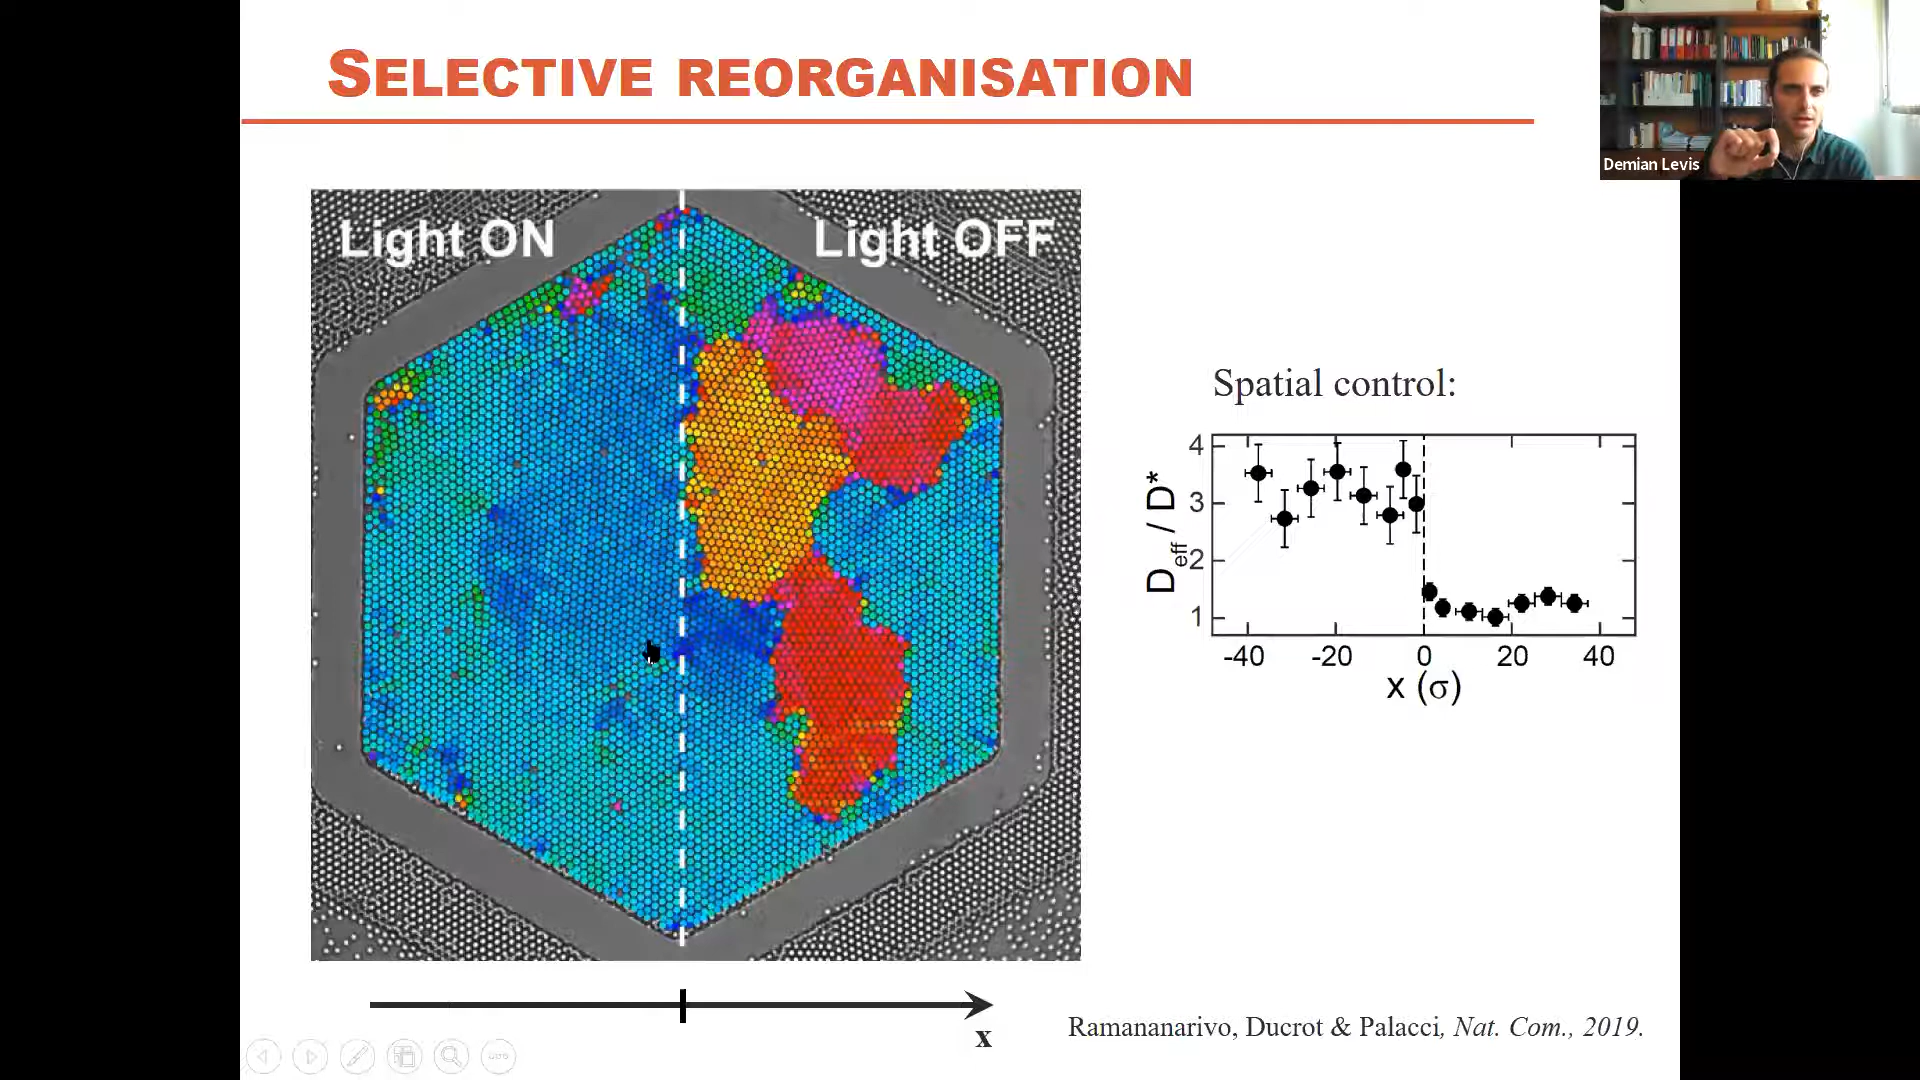 SELECTIVE REORGANISATION
Demian Levis
Light ON
Light OFF
Spatial control:
4
3
2
1
D_eff / D*
-40 -20 0 20 40
x (σ)
x
Ramananarivo, Ducrot & Palacci, Nat. Com., 2019.